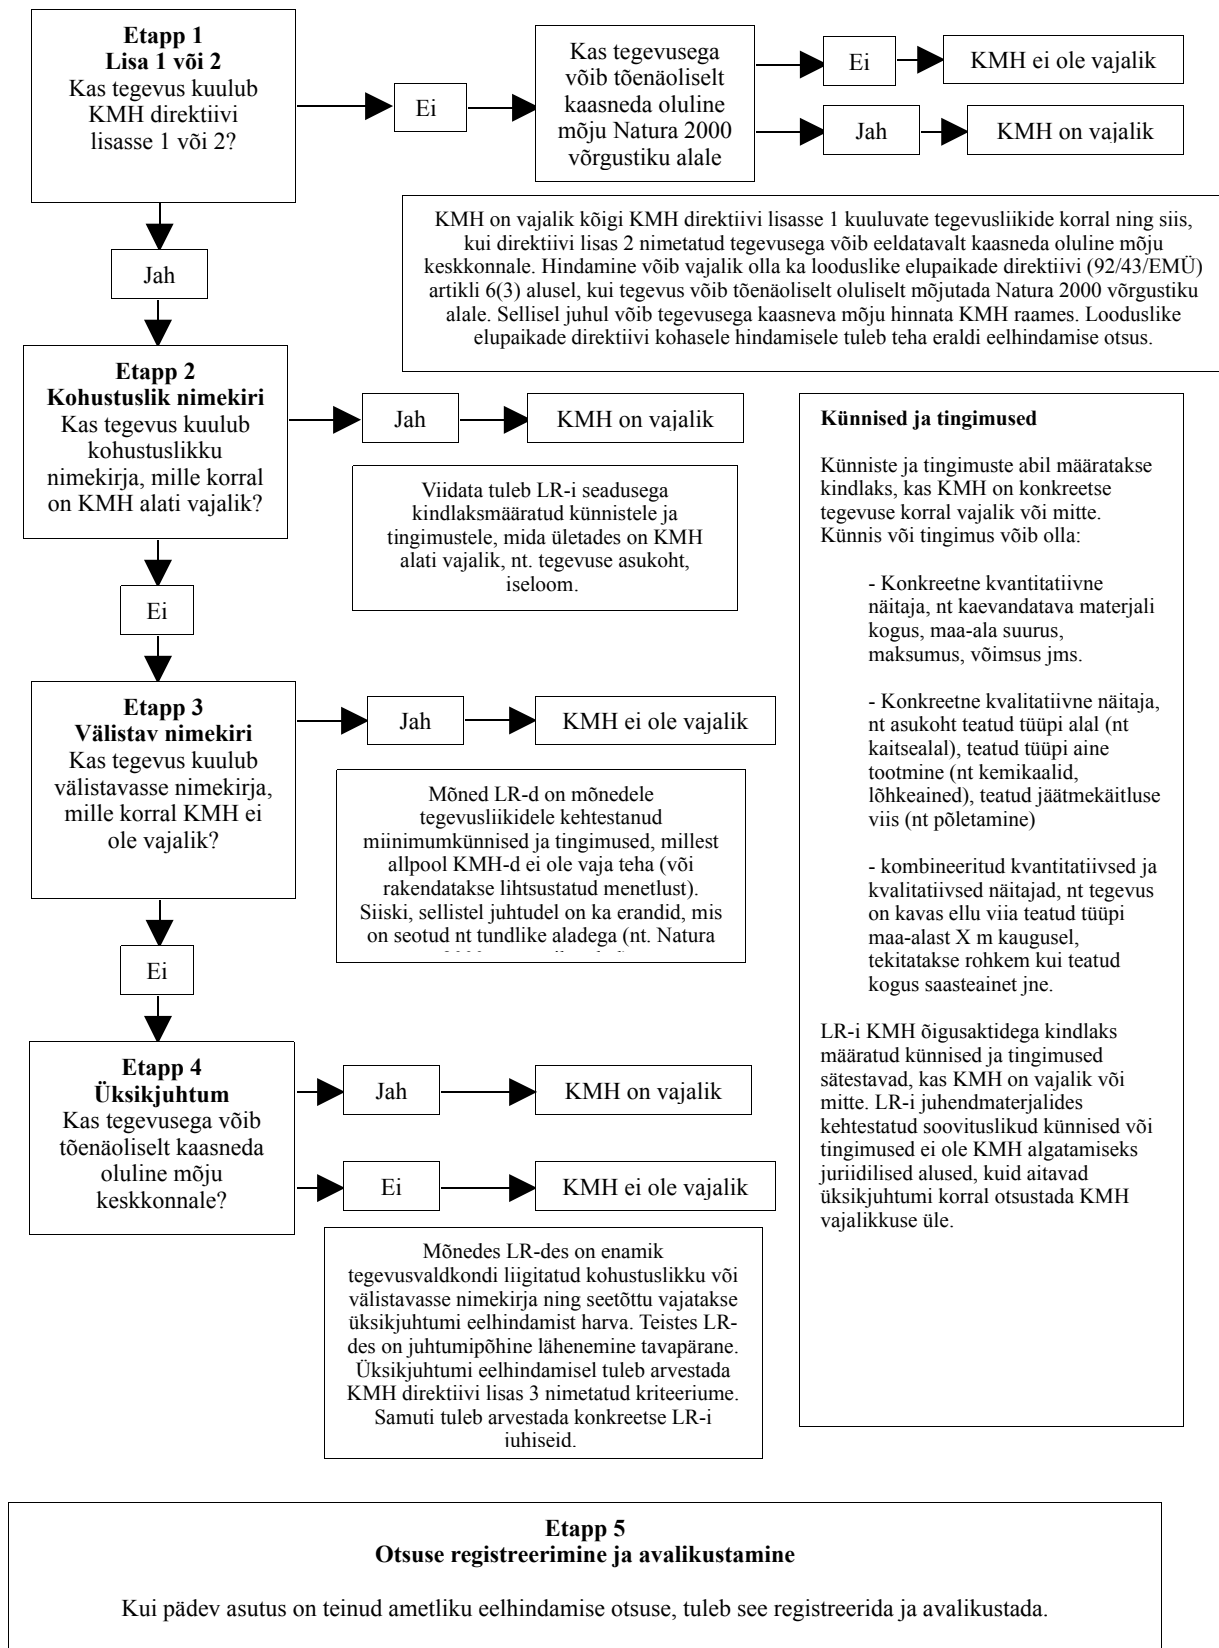 Etapp 1
Lisa 1 või 2
Kas tegevus kuulub
KMH direktiivi
lisasse 1 või 2?
Ei
Kas tegevusega
võib tõenäoliselt
kaasneda oluline
mõju Natura 2000
võrgustiku alale
Ei
KMH ei ole vajalik
Jah
KMH on vajalik
KMH on vajalik kõigi KMH direktiivi lisasse 1 kuuluvate tegevusliikide korral ning siis,
kui direktiivi lisas 2 nimetatud tegevusega võib eeldatavalt kaasneda oluline mõju
keskkonnale. Hindamine võib vajalik olla ka looduslike elupaikade direktiivi (92/43/EMÜ)
artikli 6(3) alusel, kui tegevus võib tõenäoliselt oluliselt mõjutada Natura 2000 võrgustiku
alale. Sellisel juhul võib tegevusega kaasneva mõju hinnata KMH raames. Looduslike
elupaikade direktiivi kohasele hindamisele tuleb teha eraldi eelhindamise otsus.
Jah
Etapp 2
Kohustuslik nimekiri
Kas tegevus kuulub
kohustuslikku
nimekirja, mille korral
on KMH alati vajalik?
Jah
KMH on vajalik
Viidata tuleb LR-i seadusega
kindlaksmääratud künnistele ja
tingimustele, mida ületades on KMH
alati vajalik, nt. tegevuse asukoht,
iseloom.
Ei
Etapp 3
Välistav nimekiri
Kas tegevus kuulub
välistavasse nimekirja,
mille korral KMH ei
ole vajalik?
Jah
KMH ei ole vajalik
Mõned LR-d on mõnedele
tegevusliikidele kehtestanud
miinimumkünnised ja tingimused, millest
allpool KMH-d ei ole vaja teha (või
rakendatakse lihtsustatud menetlust).
Siiski, sellistel juhtudel on ka erandid, mis
on seotud nt tundlike aladega (nt. Natura
Ei
Etapp 4
Üksikjuhtum
Kas tegevusega võib
tõenäoliselt kaasneda
oluline mõju
keskkonnale?
Jah
KMH on vajalik
Ei
KMH ei ole vajalik
Mõnedes LR-des on enamik
tegevusvaldkondi liigitatud kohustuslikku või
välistavasse nimekirja ning seetõttu vajatakse
üksikjuhtumi eelhindamist harva. Teistes LR-
des on juhtumipõhine lähenemine tavapärane.
Üksikjuhtumi eelhindamisel tuleb arvestada
KMH direktiivi lisas 3 nimetatud kriteeriume.
Samuti tuleb arvestada konkreetse LR-i
juhiseid.
Künnised ja tingimused
Künniste ja tingimuste abil määratakse
kindlaks, kas KMH on konkreetse
tegevuse korral vajalik või mitte.
Künnis või tingimus võib olla:
- Konkreetne kvantitatiivne
näitaja, nt kaevandatava materjali
kogus, maa-ala suurus,
maksumus, võimsus jms.
- Konkreetne kvalitatiivne näitaja,
nt asukoht teatud tüüpi alal (nt
kaitsealal), teatud tüüpi aine
tootmine (nt kemikaalid,
lõhkeained), teatud jäätmekäitluse
viis (nt põletamine)
- kombineeritud kvantitatiivsed ja
kvalitatiivsed näitajad, nt tegevus
on kavas ellu viia teatud tüüpi
maa-alast X m kaugusel,
tekitatakse rohkem kui teatud
kogus saasteainet jne.
LR-i KMH õigusaktidega kindlaks
määratud künnised ja tingimused
sätestavad, kas KMH on vajalik või
mitte. LR-i juhendmaterjalides
kehtestatud soovituslikud künnised või
tingimused ei ole KMH algatamiseks
juriidilised alused, kuid aitavad
üksikjuhtumi korral otsustada KMH
vajalikkuse üle.
Etapp 5
Otsuse registreerimine ja avalikustamine
Kui pädev asutus on teinud ametliku eelhindamise otsuse, tuleb see registreerida ja avalikustada.